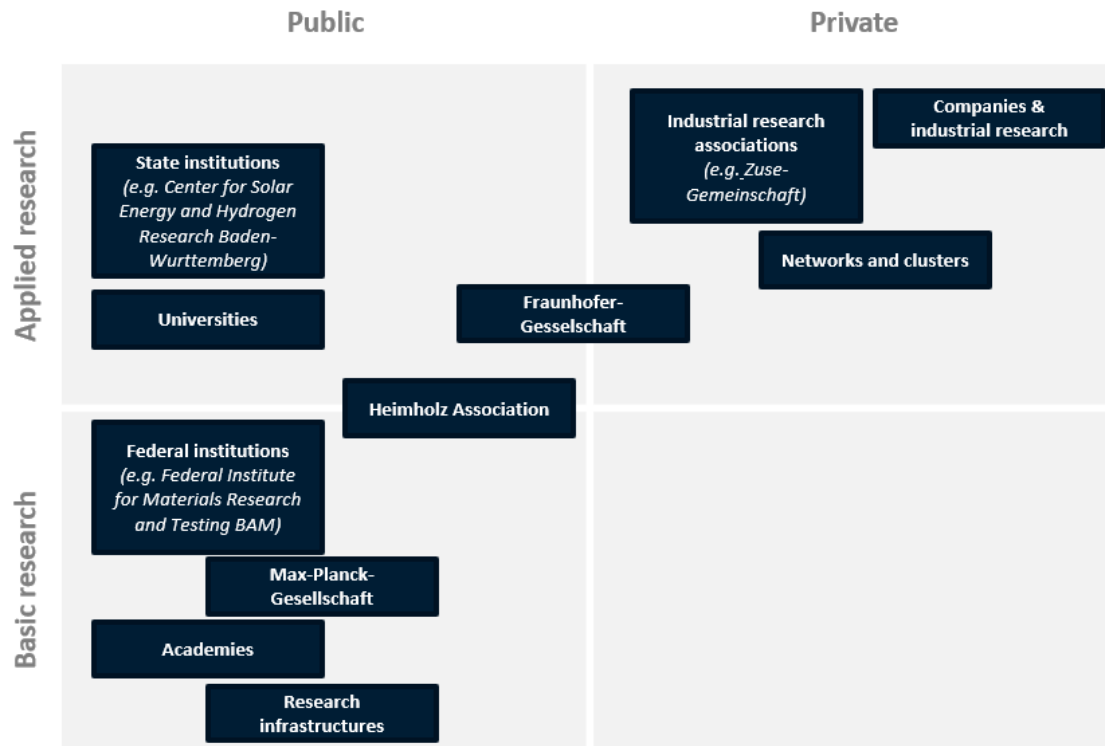 Public
Private
Applied research
Basic research
State institutions
(e.g. Center for Solar
Energy and Hydrogen
Research Baden-
Wurttemberg)
Universities
Industrial research
associations
(e.g. Zuse-
Gemeinschaft)
Companies &
industrial research
Networks and clusters
Fraunhofer-
Gesselschaft
Heimholz Association
Federal institutions
(e.g. Federal Institute
for Materials Research
and Testing BAM)
Max-Planck-
Gesellschaft
Academies
Research
infrastructures